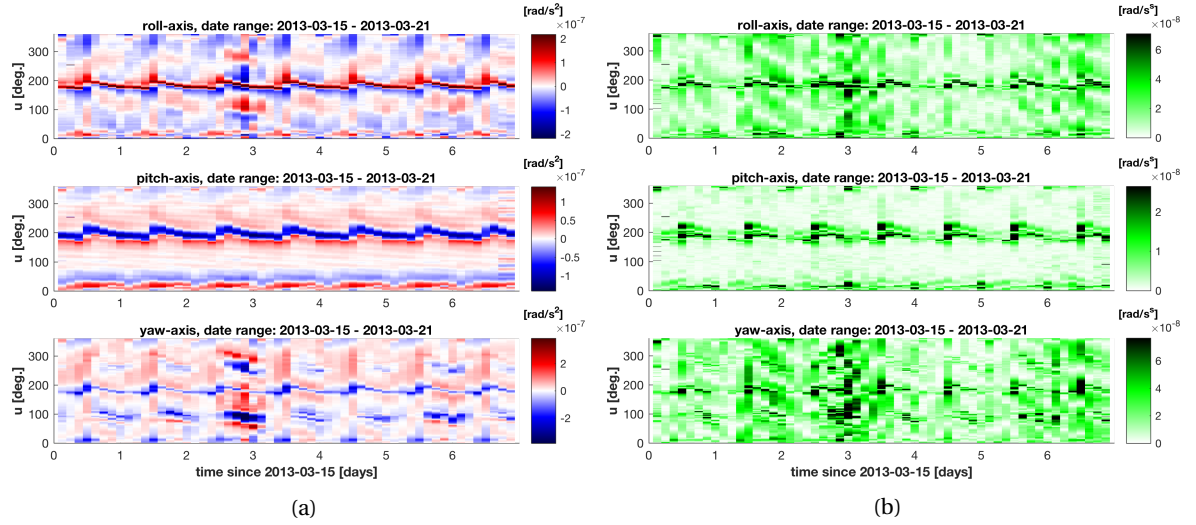 [rad/s²]
roll-axis, date range: 2013-03-15 - 2013-03-21
×10⁻⁷
u [deg.]
300
200
100
0
0 1 2 3 4 5 6
2
1
0
-1
-2
[rad/s²]
pitch-axis, date range: 2013-03-15 - 2013-03-21
×10⁻⁷
u [deg.]
300
200
100
0
0 1 2 3 4 5 6
1
0.5
0
-0.5
-1
[rad/s²]
yaw-axis, date range: 2013-03-15 - 2013-03-21
×10⁻⁷
u [deg.]
300
200
100
0
0 1 2 3 4 5 6
2
0
-2
time since 2013-03-15 [days]
(a)
[rad/sˢ]
roll-axis, date range: 2013-03-15 - 2013-03-21
×10⁻⁸
u [deg.]
300
200
100
0
0 1 2 3 4 5 6
6
4
2
0
[rad/sˢ]
pitch-axis, date range: 2013-03-15 - 2013-03-21
×10⁻⁸
u [deg.]
300
200
100
0
0 1 2 3 4 5 6
2
1
0
[rad/sˢ]
yaw-axis, date range: 2013-03-15 - 2013-03-21
×10⁻⁸
u [deg.]
300
200
100
0
0 1 2 3 4 5 6
6
4
2
0
time since 2013-03-15 [days]
(b)